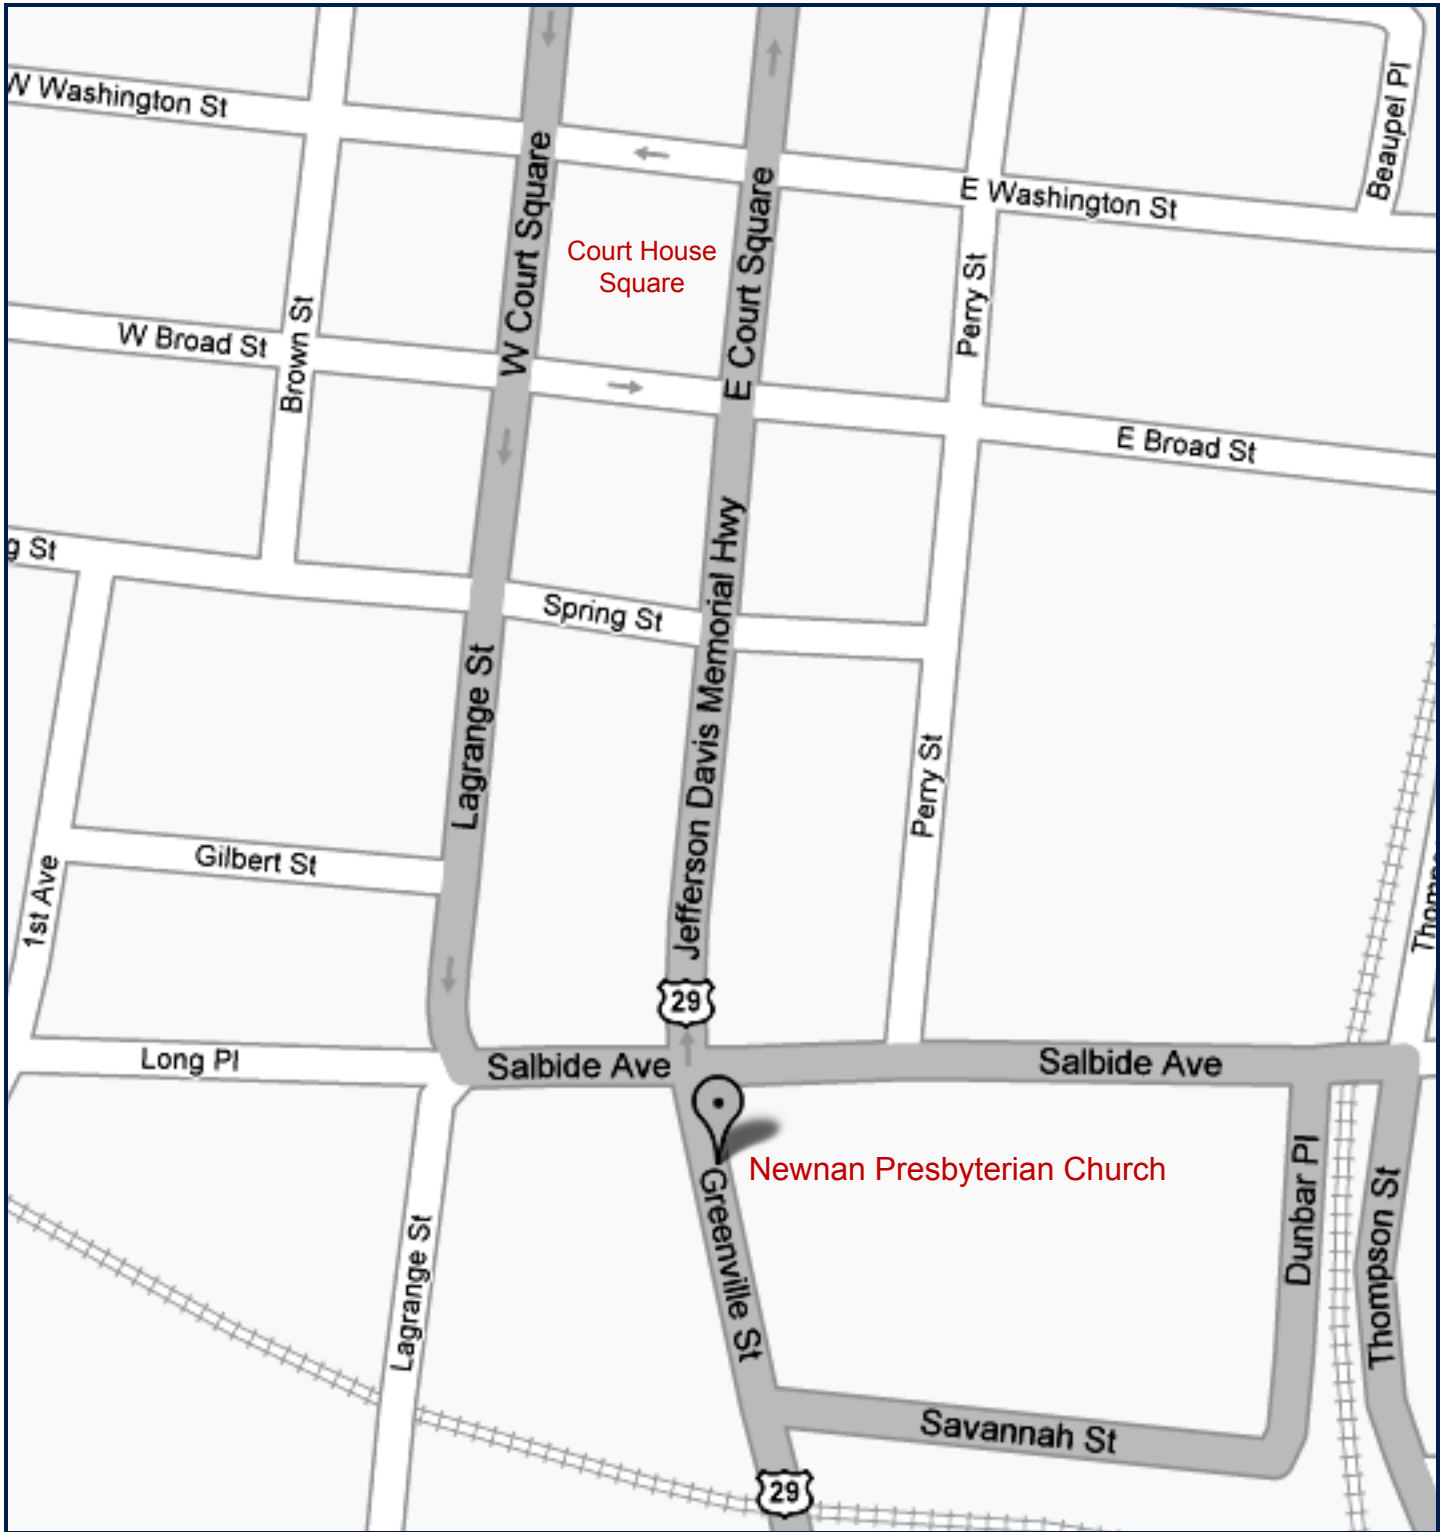 W Washington St
Beaupel Pl
E Washington St
W Court Square
E Court Square
Court House
Square
Perry St
W Broad St
Brown St
E Broad St
g St
Spring St
Jefferson Davis Memorial Hwy
Lagrange St
Perry St
Gilbert St
1st Ave
29
Long Pl
Salbide Ave
Salbide Ave
Newnan Presbyterian Church
Greenville St
Dunbar Pl
Thompson St
Lagrange St
Savannah St
29